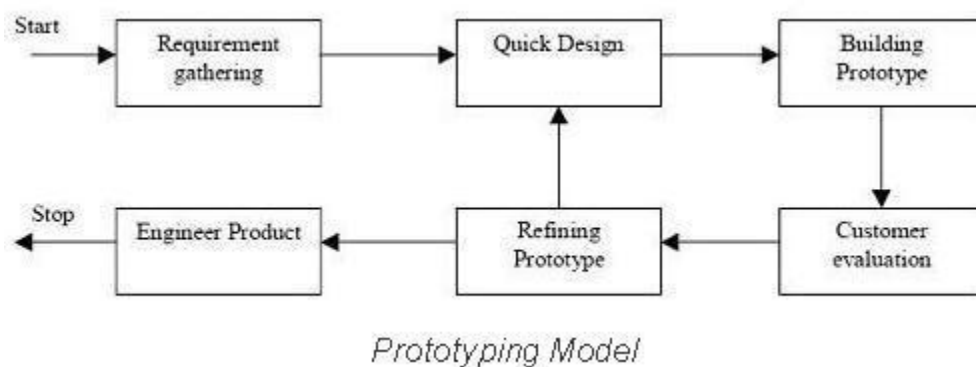 Start
Requirement
gathering
Quick Design
Building
Prototype
Stop
Engineer Product
Refining
Prototype
Customer
evaluation
Prototyping Model